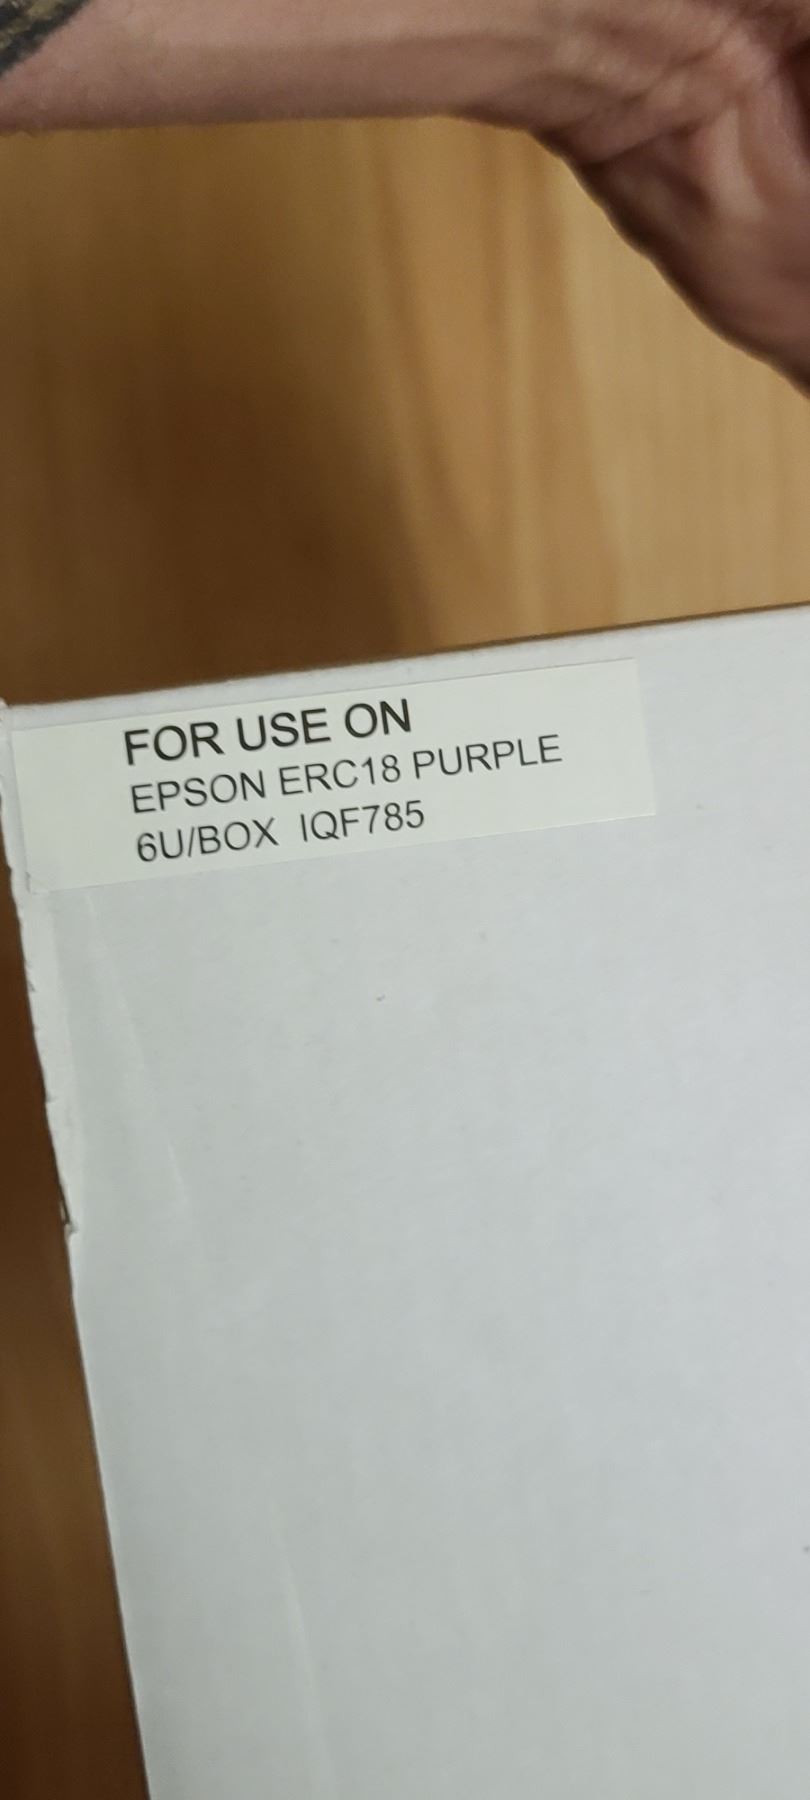 FOR USE ON
EPSON ERC18 PURPLE
6U/BOX IQF785